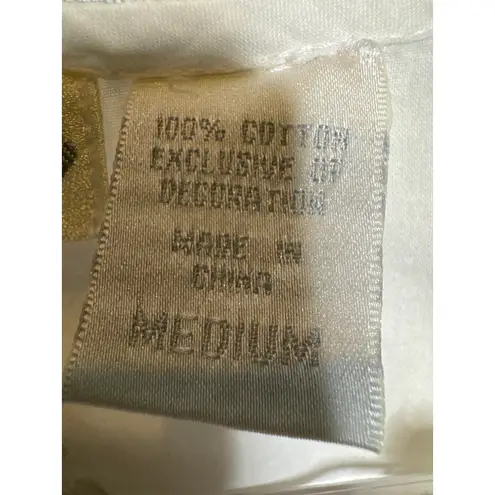 100% COTTON
EXCLUSIVE OF
DECORATION
MADE IN
CHINA
MEDIUM